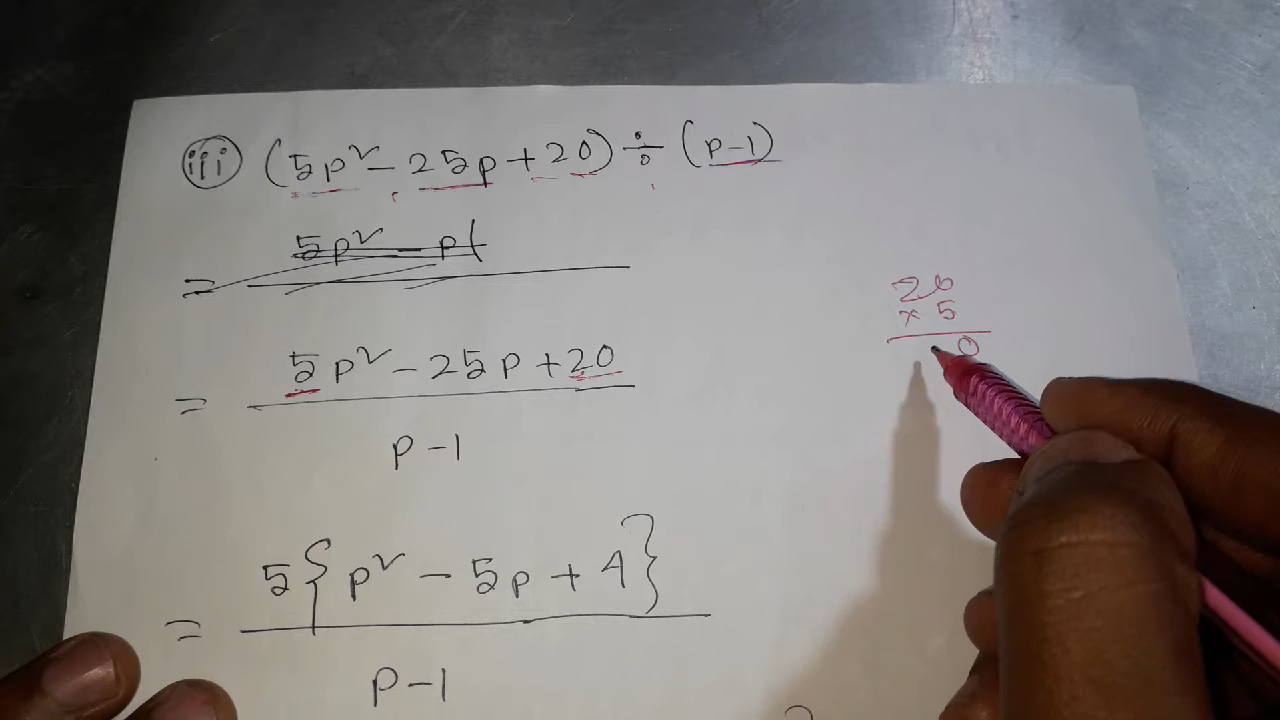 iii (5p² - 25p + 20) ÷ (p-1)
5p² - p(
=
5p² - 25p + 20
=
p - 1
5{p² - 5p + 4}
=
p - 1
20
× 5
0